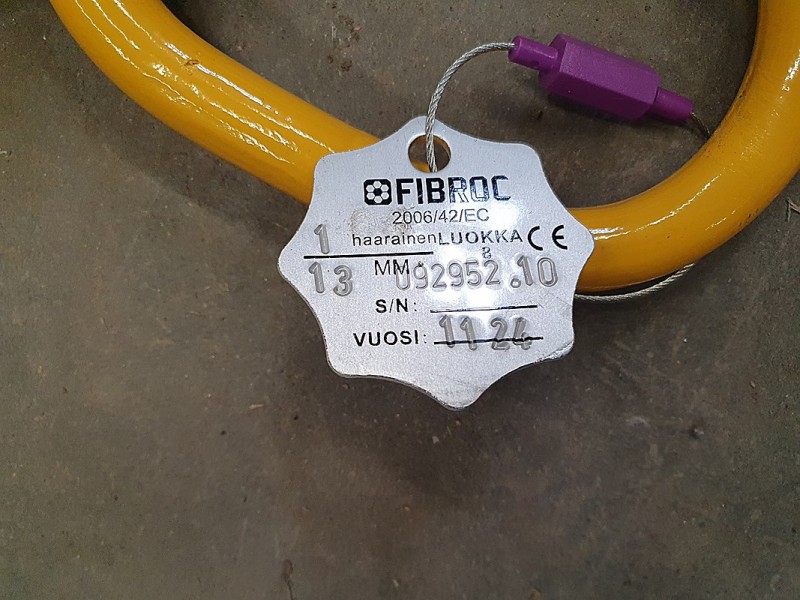 FIBROC
2006/42/EC
1 haarainen LUOKKA CE
8
13 MM 092952.10
S/N:
VUOSI: 11 24